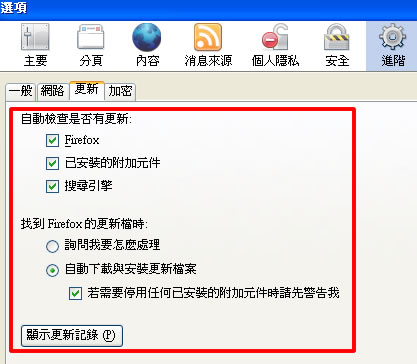 選項
主要 分頁 內容 消息來源 個人隱私 安全 進階
一般 網路 更新 加密
自動檢查是否有更新:
Firefox
已安裝的附加元件
搜尋引擎
找到 Firefox 的更新檔時:
詢問我要怎麼處理
自動下載與安裝更新檔案
若需要停用任何已安裝的附加元件時請先警告我
顯示更新記錄 (P)